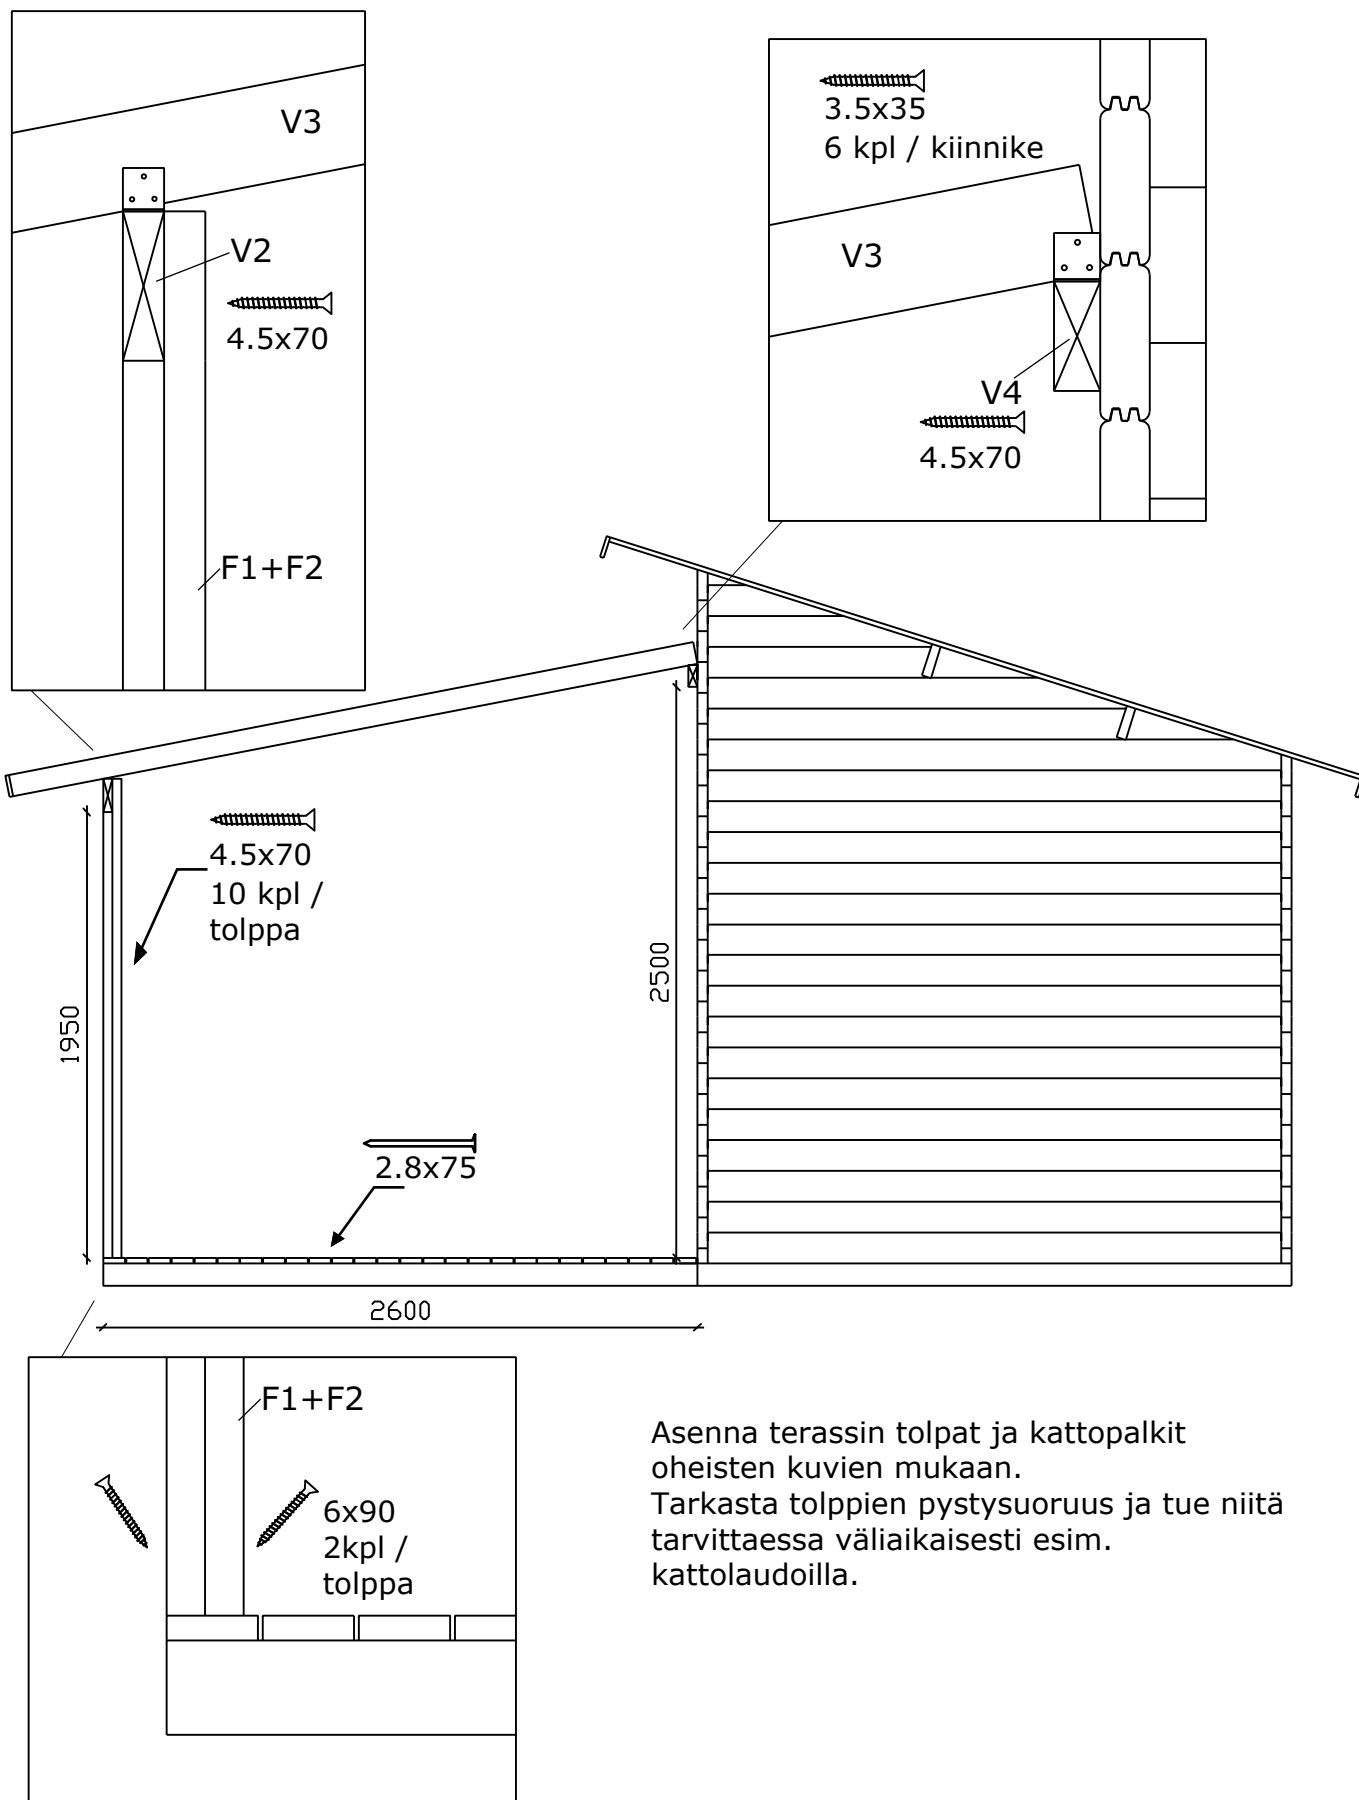 V3
V2
4.5x70
F1+F2
3.5x35
6 kpl / kiinnike
V3
V4
4.5x70
4.5x70
10 kpl /
tolppa
1950
2500
2.8x75
2600
F1+F2
6x90
2kpl /
tolppa
Asenna terassin tolpat ja kattopalkit
oheisten kuvien mukaan.
Tarkasta tolppien pystysuoruus ja tue niitä
tarvittaessa väliaikaisesti esim.
kattolaudoilla.